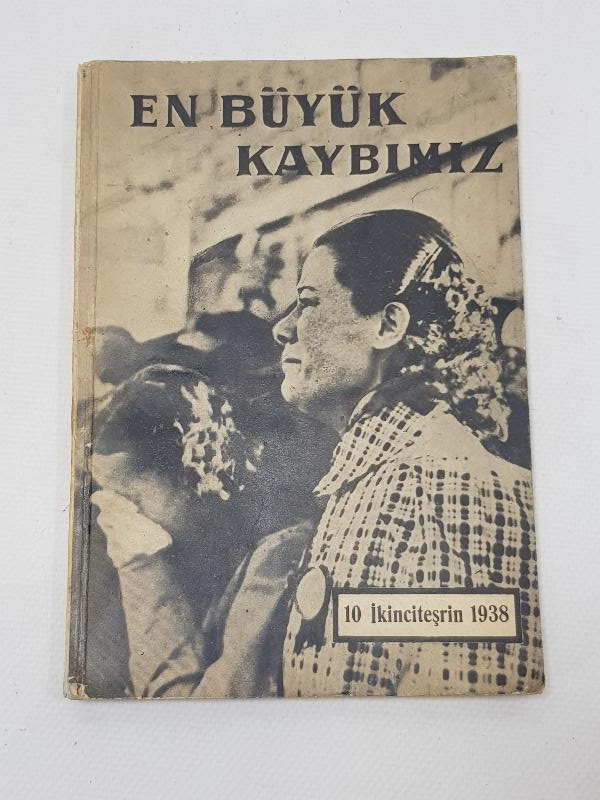 EN BÜYÜK
KAYBIMIZ
10 İkinciteşrin 1938